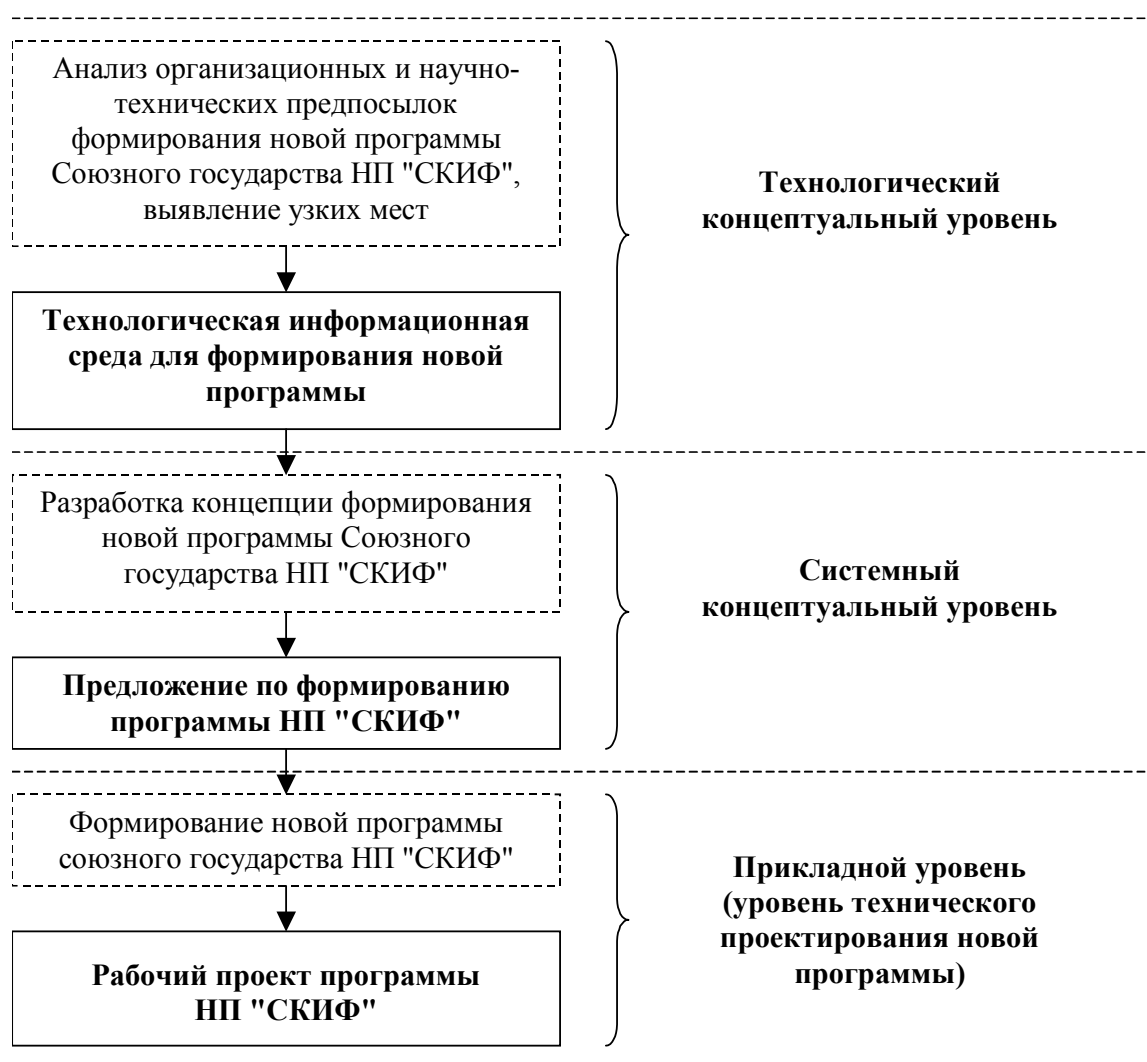 Анализ организационных и научно-
технических предпосылок
формирования новой программы
Союзного государства НП "СКИФ",
выявление узких мест
Технологический
концептуальный уровень
Технологическая информационная
среда для формирования новой
программы
Разработка концепции формирования
новой программы Союзного
государства НП "СКИФ"
Системный
концептуальный уровень
Предложение по формированию
программы НП "СКИФ"
Формирование новой программы
союзного государства НП "СКИФ"
Прикладной уровень
(уровень технического
проектирования новой
программы)
Рабочий проект программы
НП "СКИФ"